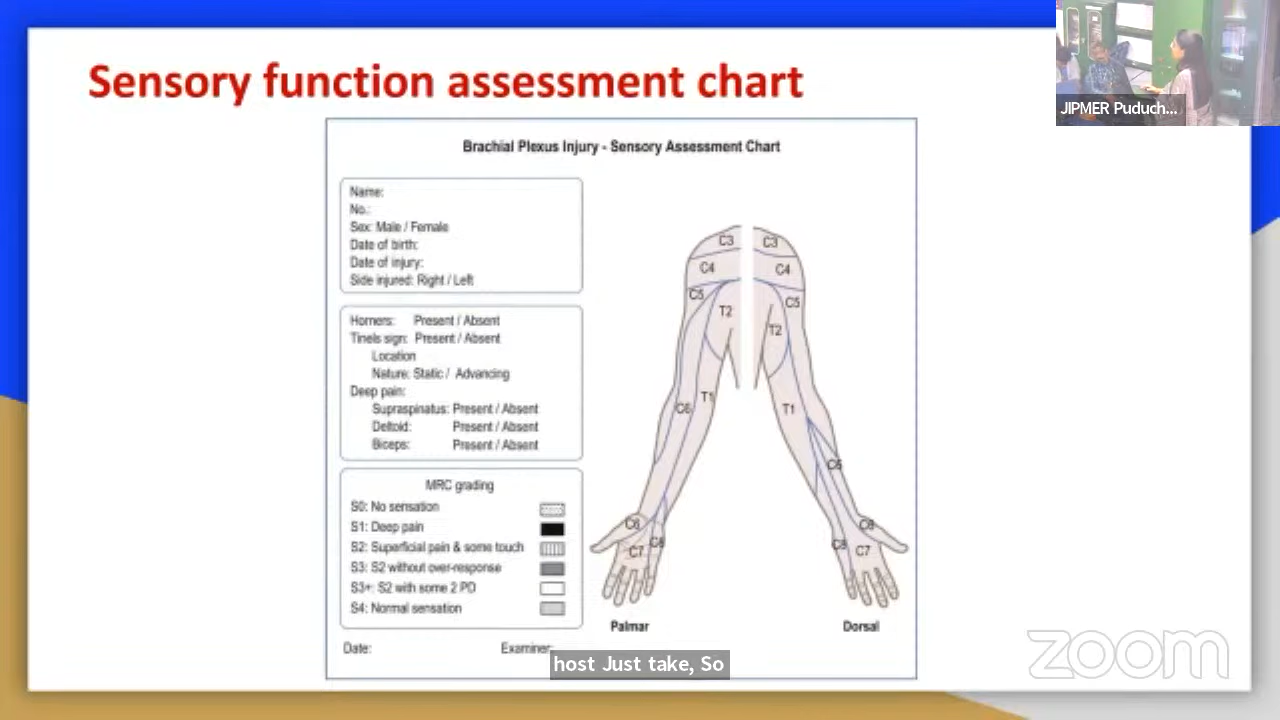 Sensory function assessment chart
JIPMER Puduch...
Brachial Plexus Injury - Sensory Assessment Chart
Name:
No.:
Sex: Male / Female
Date of birth:
Date of injury:
Side injured: Right / Left
Horners: Present / Absent
Tinels sign: Present / Absent
Location
Nature: Static / Advancing
Deep pain:
Supraspinatus: Present / Absent
Deltoid: Present / Absent
Biceps: Present / Absent
MRC grading
S0: No sensation
S1: Deep pain
S2: Superficial pain & some touch
S3: S2 without over-response
S3+: S2 with some 2 PD
S4: Normal sensation
Date: Examiner:
C3 C3
C4 C4
C5 C5
T2 T2
T1 T1
C6
C6 C6
C7 C8 C8 C7
Palmar Dorsal
host Just take, So
zoom